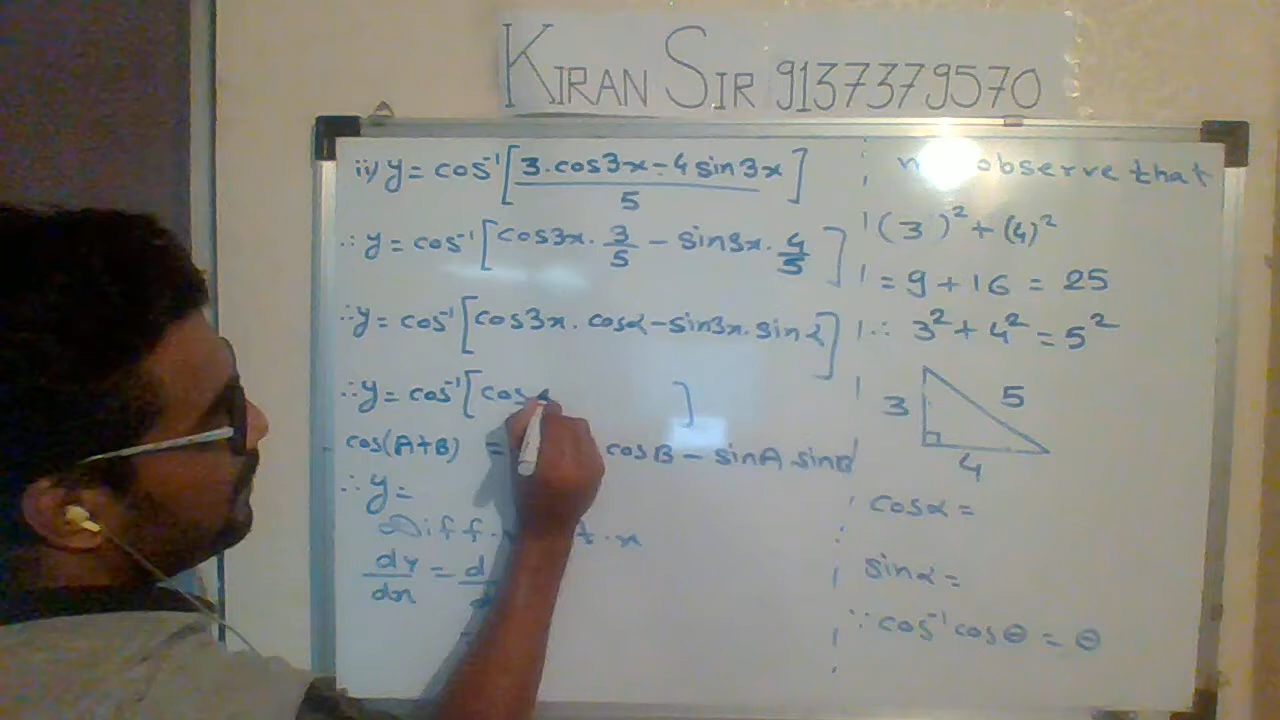 KIRAN SIR 9137379570
ii) y = cos⁻¹[3.cos3x - 4 sin 3x / 5]
∴ y = cos⁻¹[cos3x . 3/5 - sin3x . 4/5]
∴ y = cos⁻¹[cos3x . cosα - sin3x . sinα]
∴ y = cos⁻¹[cos ]
cos(A+B) = cosB - sinA sinB
∴ y =
Diff. t. x
dy/dx = d
observe that
(3)² + (4)²
= 9 + 16 = 25
∴ 3² + 4² = 5²
3 5
4
cosα =
sinα =
∵ cos⁻¹ cosθ = θ